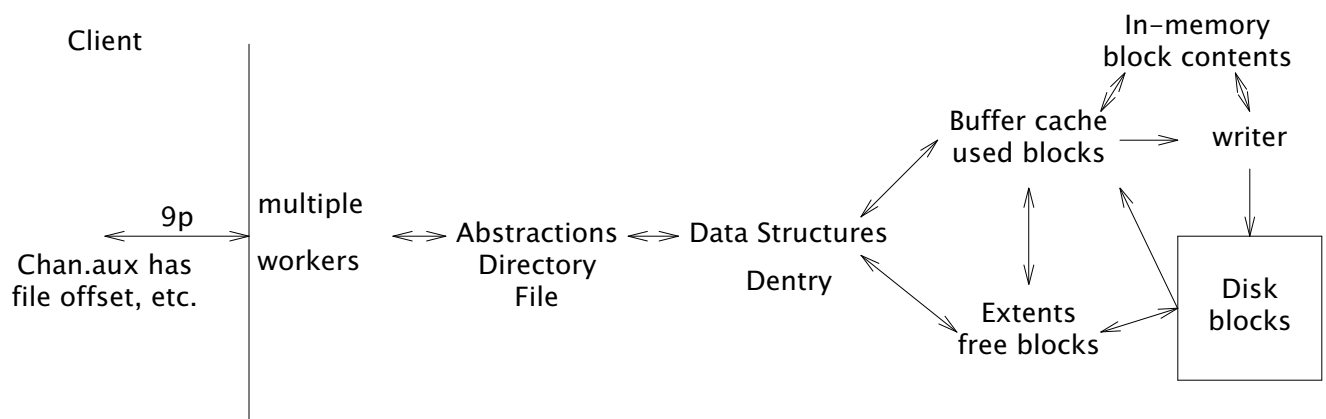 Client
In−memory
block contents
Buffer cache
used blocks
writer
9p
multiple
workers
Chan.aux has
file offset, etc.
Abstractions
Directory
File
Data Structures
Dentry
Extents
free blocks
Disk
blocks